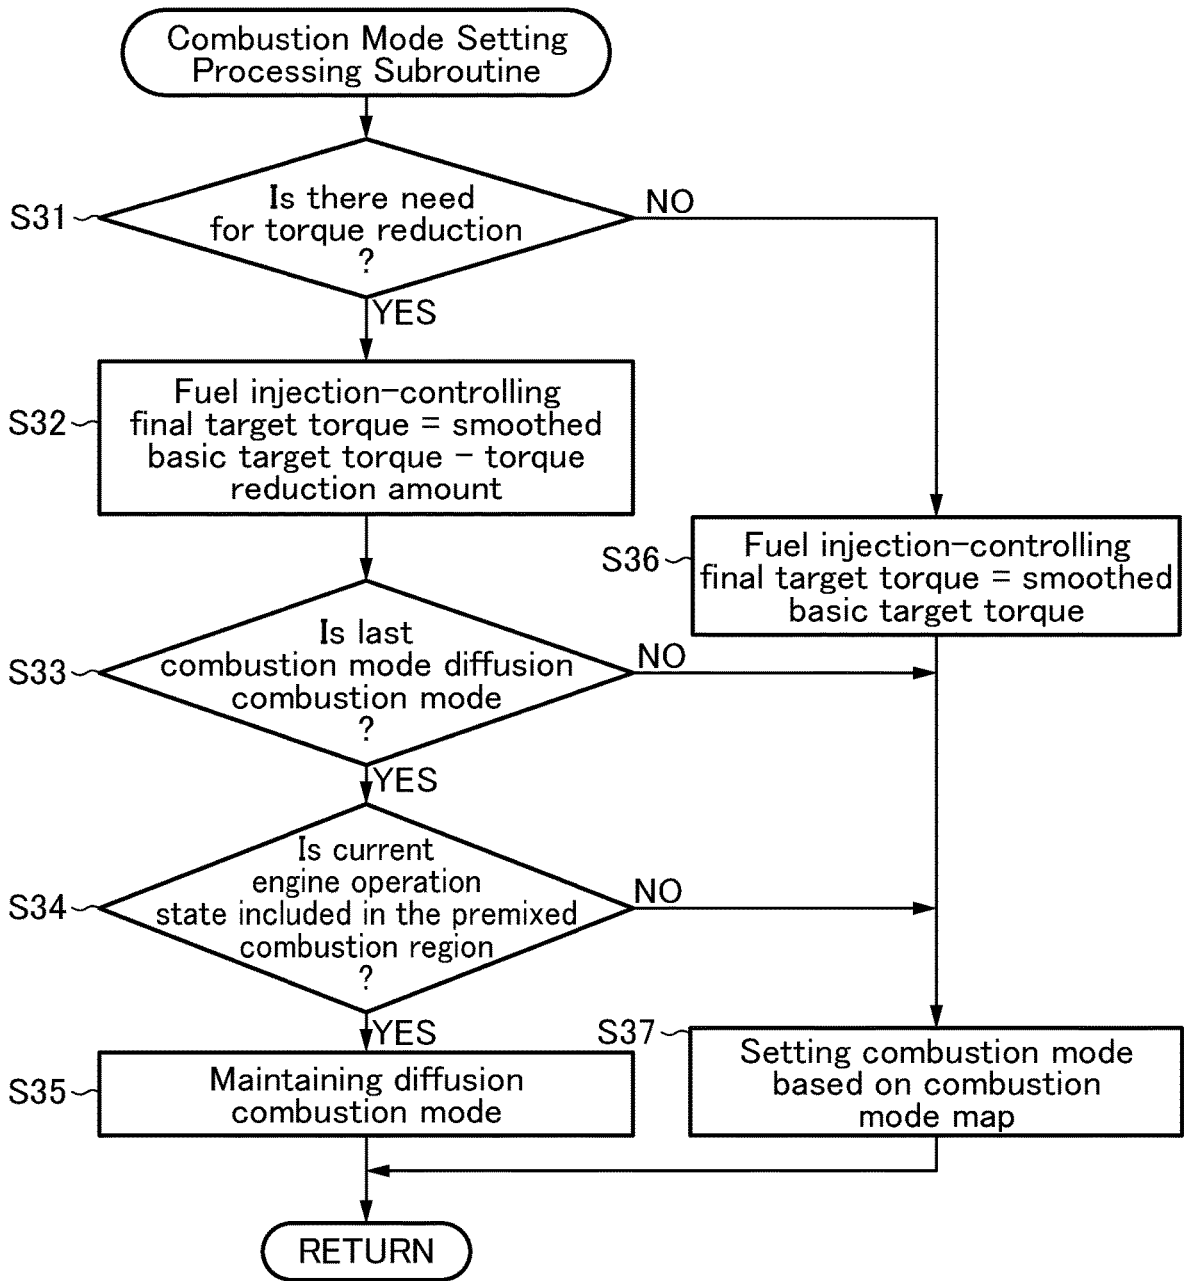 Combustion Mode Setting
Processing Subroutine
S31
Is there need
for torque reduction
?
NO
YES
S32
Fuel injection-controlling
final target torque = smoothed
basic target torque - torque
reduction amount
S36
Fuel injection-controlling
final target torque = smoothed
basic target torque
S33
Is last
combustion mode diffusion
combustion mode
?
NO
YES
S34
Is current
engine operation
state included in the premixed
combustion region
?
NO
YES
S35
Maintaining diffusion
combustion mode
S37
Setting combustion mode
based on combustion
mode map
RETURN